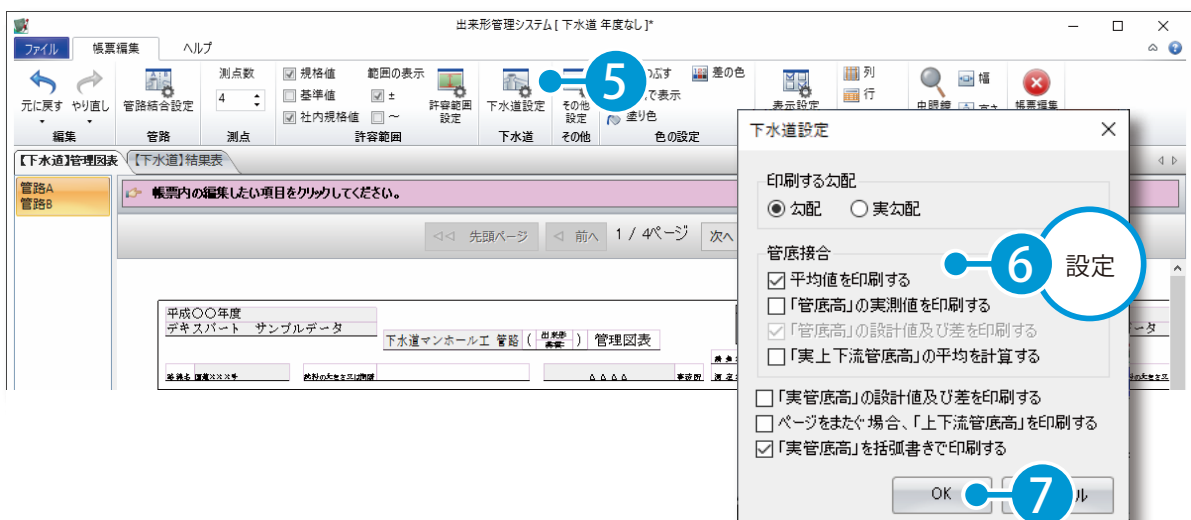 出来形管理システム [ 下水道 年度なし ]*
ファイル 帳票編集 ヘルプ
元に戻す やり直し
編集
管路結合設定
管路
測点数
4
測点
規格値 範囲の表示
基準値 ±
社内規格値 ～
許容範囲設定
許容範囲
下水道設定
下水道
5
その他設定
その他
つぶす 差の色
で表示
塗り色
色の設定
表示設定
列
行
幅
帳票編集
【下水道】管理図表 【下水道】結果表
管路A
管路B
帳票内の編集したい項目をクリックしてください。
先頭ページ 前へ 1 / 4ページ 次へ
平成〇〇年度
デキスパート サンプルデータ
下水道マンホール工 管路 ( ) 管理図表
△ △ △ △ 事務所
下水道設定
印刷する勾配
勾配 実勾配
管底接合
6 設定
平均値を印刷する
「管底高」の実測値を印刷する
「管底高」の設計値及び差を印刷する
「実上下流管底高」の平均を計算する
「実管底高」の設計値及び差を印刷する
ページをまたぐ場合、「上下流管底高」を印刷する
「実管底高」を括弧書きで印刷する
OK 7 ル